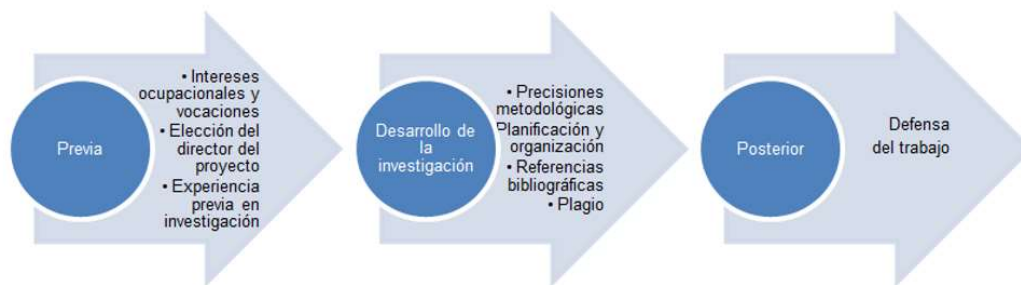 Previa
• Intereses
ocupacionales y
vocaciones
• Elección del
director del
proyecto
• Experiencia
previa en
investigación
Desarrollo de
la
investigación
• Precisiones
metodológicas
Planificación y
organización
• Referencias
bibliográficas
• Plagio
Posterior
Defensa
del trabajo